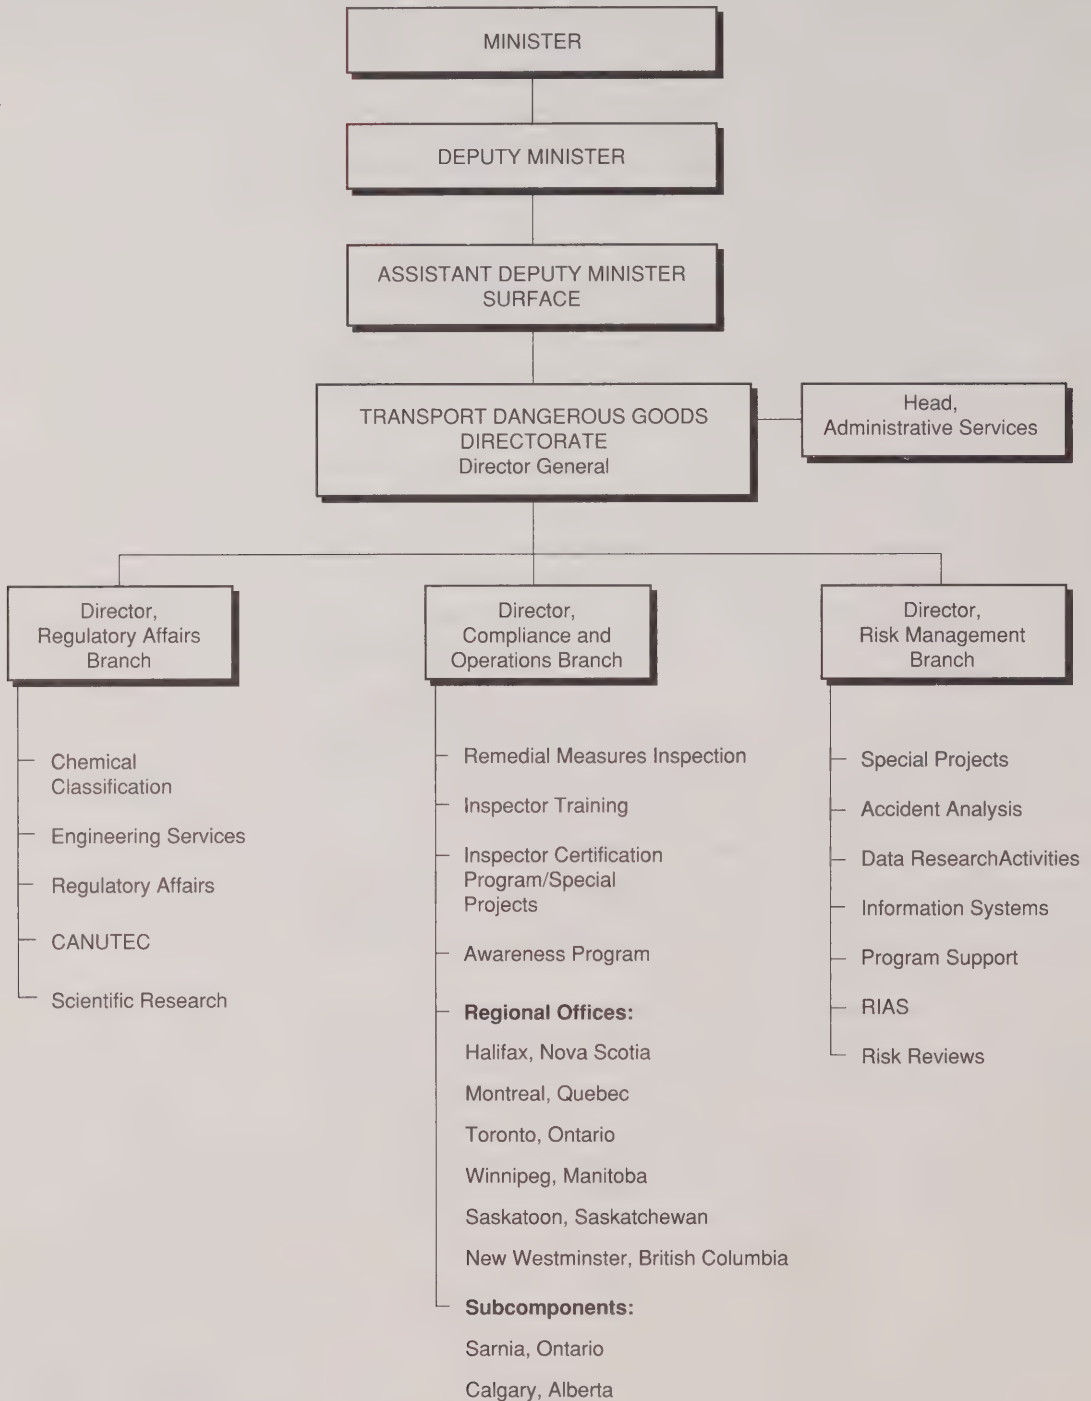 MINISTER
DEPUTY MINISTER
ASSISTANT DEPUTY MINISTER
SURFACE
TRANSPORT DANGEROUS GOODS
DIRECTORATE
Director General
Head,
Administrative Services
Director,
Regulatory Affairs
Branch
Chemical
Classification
Engineering Services
Regulatory Affairs
CANUTEC
Scientific Research
Director,
Compliance and
Operations Branch
Remedial Measures Inspection
Inspector Training
Inspector Certification
Program/Special
Projects
Awareness Program
Regional Offices:
Halifax, Nova Scotia
Montreal, Quebec
Toronto, Ontario
Winnipeg, Manitoba
Saskatoon, Saskatchewan
New Westminster, British Columbia
Subcomponents:
Sarnia, Ontario
Calgary, Alberta
Director,
Risk Management
Branch
Special Projects
Accident Analysis
Data ResearchActivities
Information Systems
Program Support
RIAS
Risk Reviews